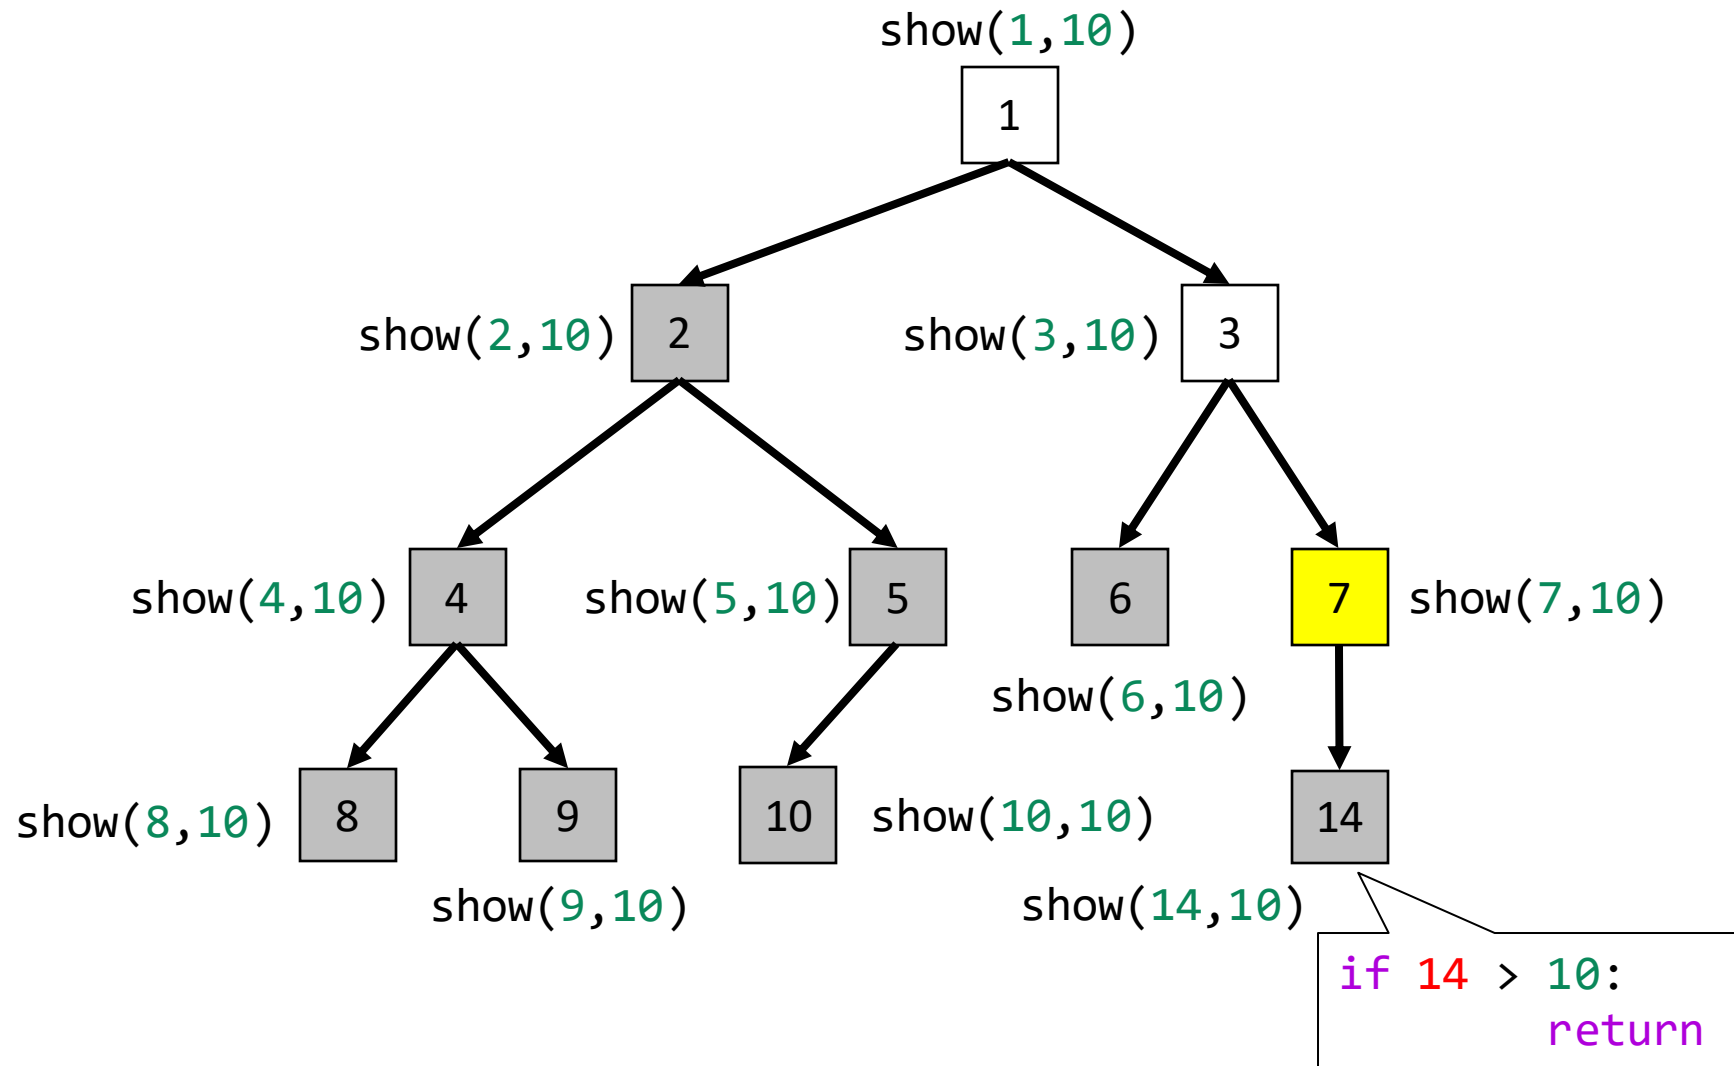 show(1,10)
1
show(2,10)
2
show(3,10)
3
show(4,10)
4
show(5,10)
5
6
7
show(7,10)
show(6,10)
show(8,10)
8
9
10
show(10,10)
14
show(9,10)
show(14,10)
if 14 > 10:
return